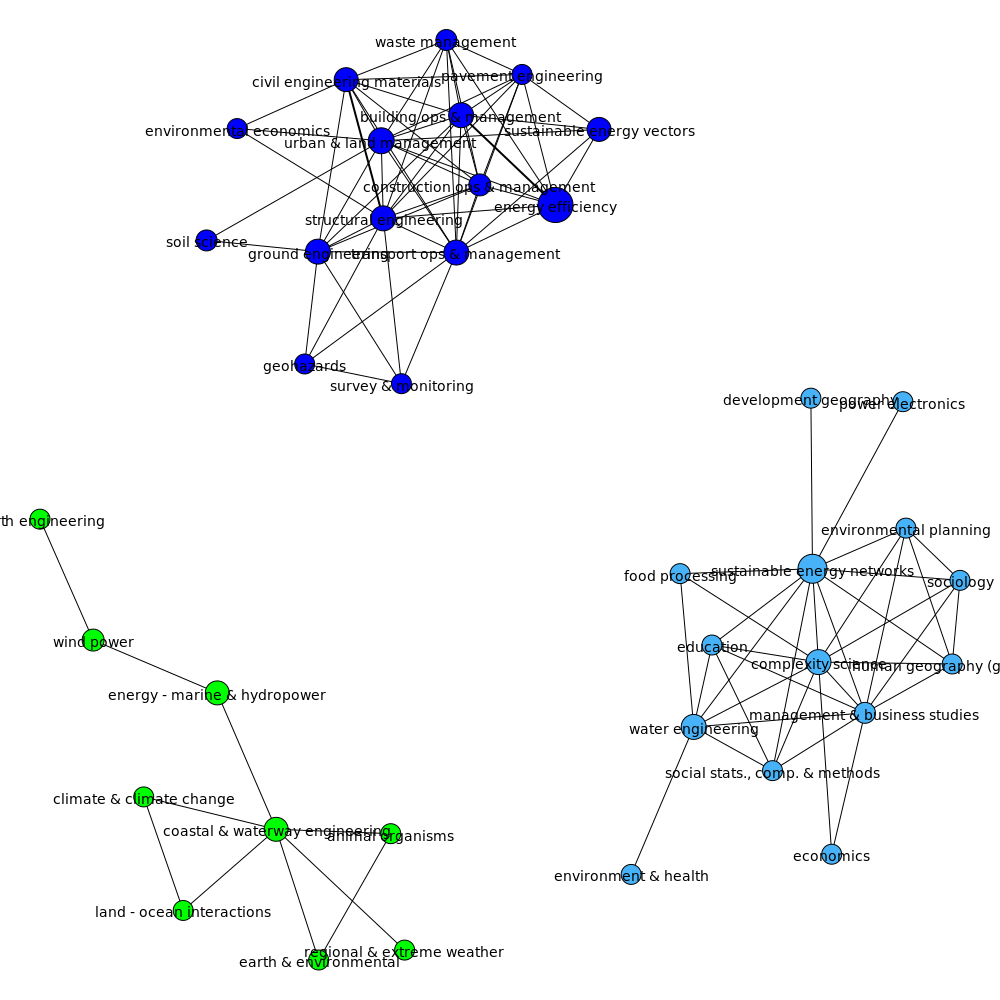 waste management
civil engineering materials
pavement engineering
building ops & management
environmental economics
sustainable energy vectors
urban & land management
construction ops & management
energy efficiency
structural engineering
soil science
ground engineering
transport ops & management
geohazards
survey & monitoring
development geography
power electronics
th engineering
environmental planning
sustainable energy networks
food processing
sociology
wind power
education
complexity science
human geography (g
energy - marine & hydropower
management & business studies
water engineering
social stats., comp. & methods
climate & climate change
coastal & waterway engineering
animal organisms
economics
environment & health
land - ocean interactions
regional & extreme weather
earth & environmental